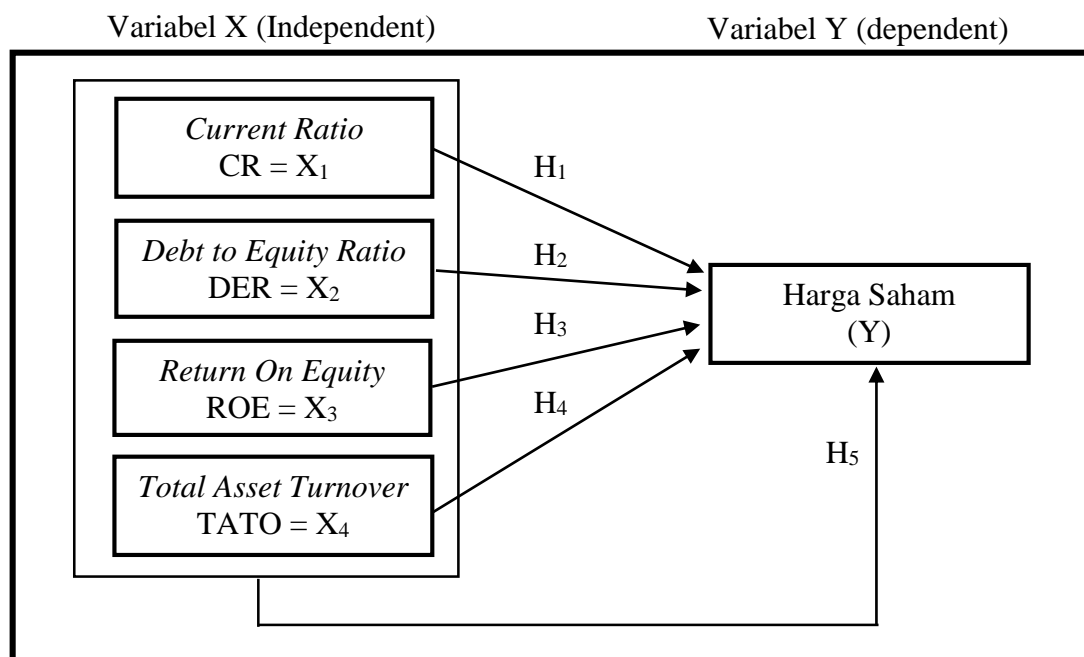 Variabel X (Independent)
Variabel Y (dependent)
Current Ratio
CR = X₁
H₁
Debt to Equity Ratio
DER = X₂
H₂
Harga Saham
(Y)
H₃
Return On Equity
ROE = X₃
H₄
H₅
Total Asset Turnover
TATO = X₄